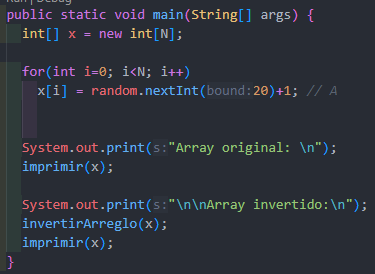 Run | Debug
public static void main(String[] args) {
int[] x = new int[N];
for(int i=0; i<N; i++)
x[i] = random.nextInt(bound:20)+1; // A
System.out.print(s:"Array original: \n");
imprimir(x);
System.out.print(s:"\n\nArray invertido:\n");
invertirArreglo(x);
imprimir(x);
}